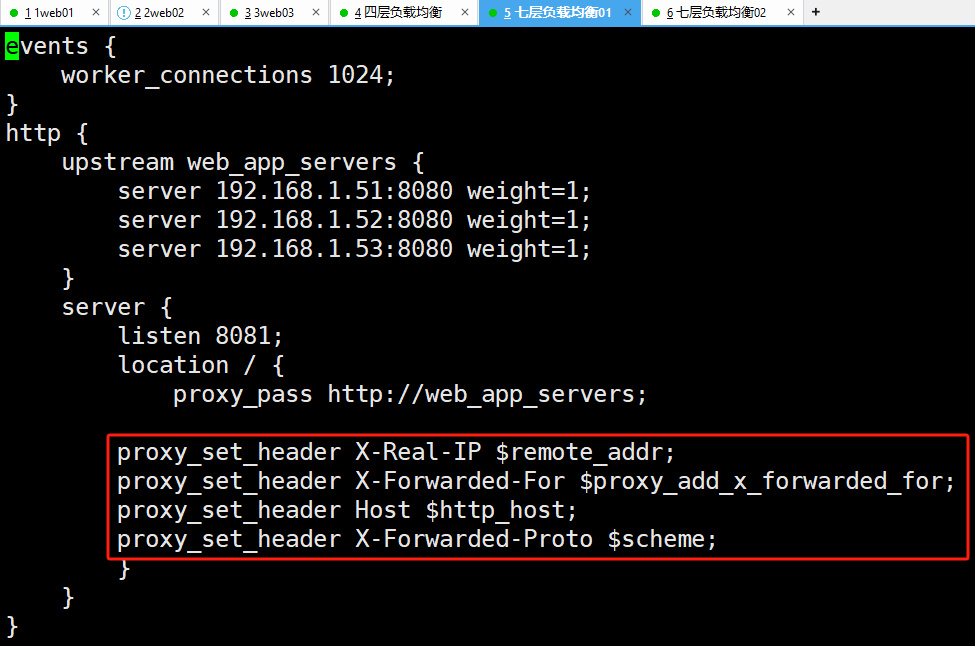 1 1web01 × 2 2web02 × 3 3web03 × 4 四层负载均衡 × 5 七层负载均衡01 × 6 七层负载均衡02 × +
events {
    worker_connections 1024;
}
http {
    upstream web_app_servers {
        server 192.168.1.51:8080 weight=1;
        server 192.168.1.52:8080 weight=1;
        server 192.168.1.53:8080 weight=1;
    }
    server {
        listen 8081;
        location / {
            proxy_pass http://web_app_servers;

        proxy_set_header X-Real-IP $remote_addr;
        proxy_set_header X-Forwarded-For $proxy_add_x_forwarded_for;
        proxy_set_header Host $http_host;
        proxy_set_header X-Forwarded-Proto $scheme;
        }
    }
}